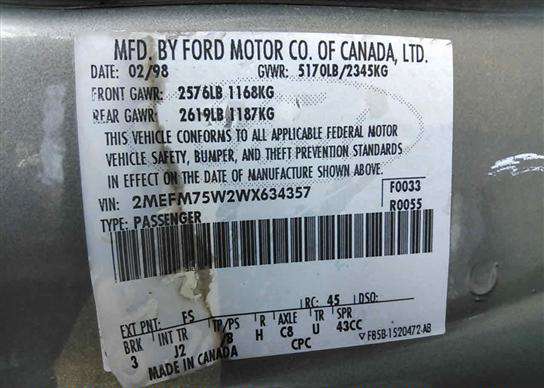 MFD. BY FORD MOTOR CO. OF CANADA, LTD.
DATE: 02/98 GVWR: 5170LB/2345KG
FRONT GAWR: 2576LB 1168KG
REAR GAWR: 2619LB 1187KG
THIS VEHICLE CONFORMS TO ALL APPLICABLE FEDERAL MOTOR
VEHICLE SAFETY, BUMPER, AND THEFT PREVENTION STANDARDS
IN EFFECT ON THE DATE OF MANUFACTURE SHOWN ABOVE.
VIN: 2MEFM75W2WX634357 F0033
TYPE: PASSENGER R0055
EXT PNT: FS RC: 45 DSO:
BRK INT TR TP/PS R AXLE TR SPR
3 J2 /B H C8 U 43CC
MADE IN CANADA CPC F85B-1520472-AB